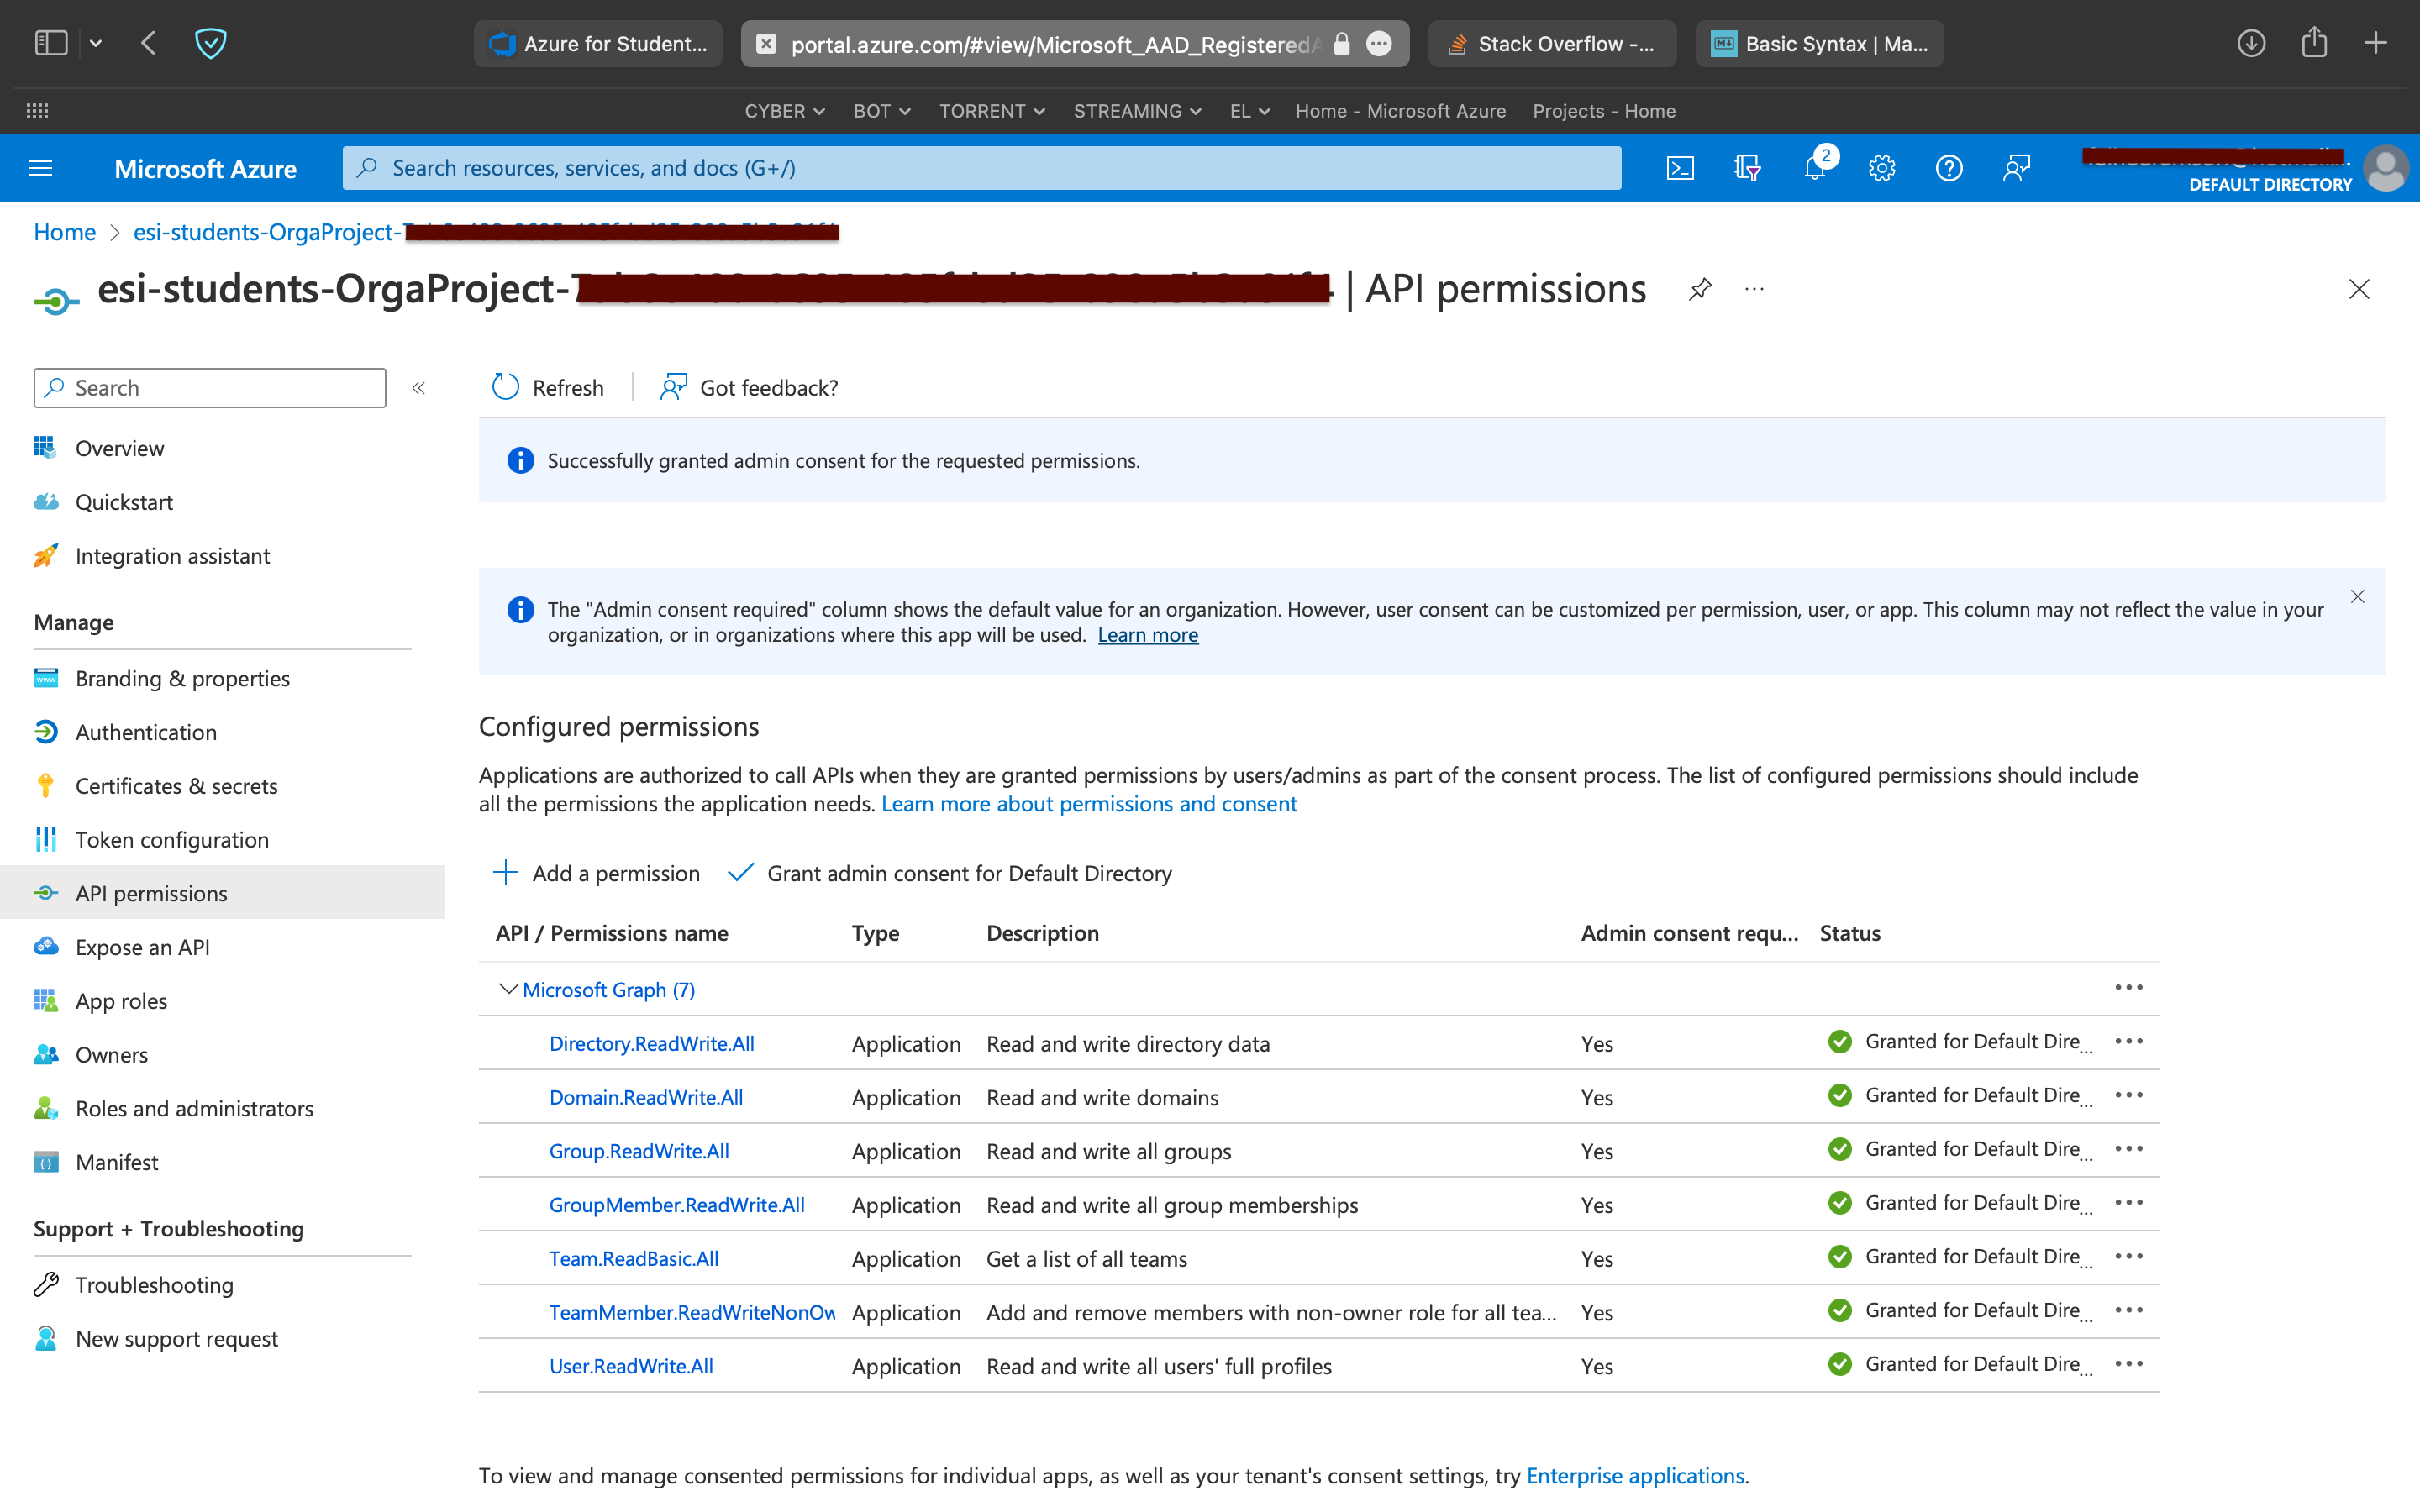 Azure for Student...
portal.azure.com/#view/Microsoft_AAD_RegisteredA
Stack Overflow -...
Basic Syntax | Ma...
CYBER
BOT
TORRENT
STREAMING
EL
Home - Microsoft Azure
Projects - Home
Microsoft Azure
Search resources, services, and docs (G+/)
2
DEFAULT DIRECTORY
Home > esi-students-OrgaProject-
esi-students-OrgaProject- | API permissions
Search
Refresh
Got feedback?
Overview
Quickstart
Integration assistant
Manage
Branding & properties
Authentication
Certificates & secrets
Token configuration
API permissions
Expose an API
App roles
Owners
Roles and administrators
Manifest
Support + Troubleshooting
Troubleshooting
New support request
Successfully granted admin consent for the requested permissions.
The "Admin consent required" column shows the default value for an organization. However, user consent can be customized per permission, user, or app. This column may not reflect the value in your
organization, or in organizations where this app will be used. Learn more
Configured permissions
Applications are authorized to call APIs when they are granted permissions by users/admins as part of the consent process. The list of configured permissions should include
all the permissions the application needs. Learn more about permissions and consent
Add a permission
Grant admin consent for Default Directory
API / Permissions name Type Description Admin consent requ... Status
Microsoft Graph (7)
Directory.ReadWrite.All Application Read and write directory data Yes Granted for Default Dire...
Domain.ReadWrite.All Application Read and write domains Yes Granted for Default Dire...
Group.ReadWrite.All Application Read and write all groups Yes Granted for Default Dire...
GroupMember.ReadWrite.All Application Read and write all group memberships Yes Granted for Default Dire...
Team.ReadBasic.All Application Get a list of all teams Yes Granted for Default Dire...
TeamMember.ReadWriteNonOw Application Add and remove members with non-owner role for all tea... Yes Granted for Default Dire...
User.ReadWrite.All Application Read and write all users' full profiles Yes Granted for Default Dire...
To view and manage consented permissions for individual apps, as well as your tenant's consent settings, try Enterprise applications.